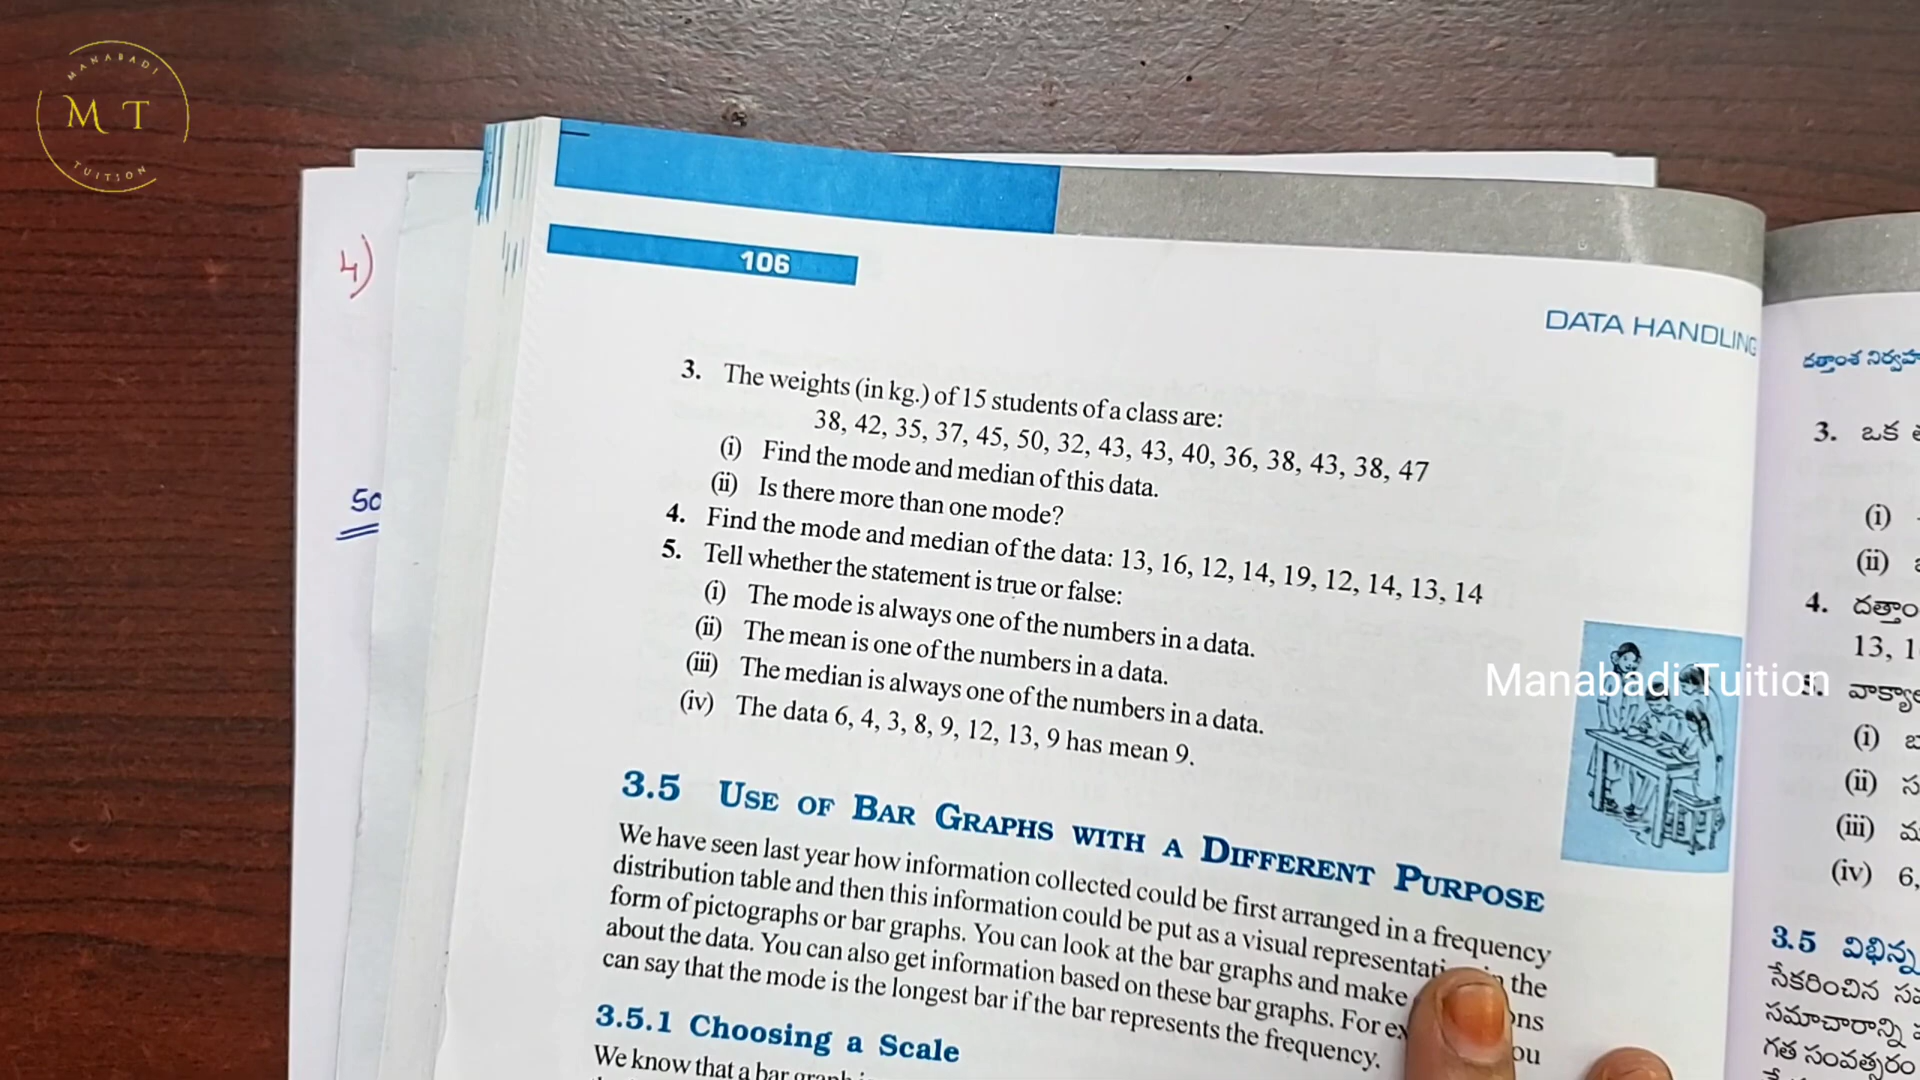 MANABADI
M T
TUITION
4)
50
106
DATA HANDLING
3. The weights (in kg.) of 15 students of a class are:
38, 42, 35, 37, 45, 50, 32, 43, 43, 40, 36, 38, 43, 38, 47
(i) Find the mode and median of this data.
(ii) Is there more than one mode?
4. Find the mode and median of the data: 13, 16, 12, 14, 19, 12, 14, 13, 14
5. Tell whether the statement is true or false:
(i) The mode is always one of the numbers in a data.
(ii) The mean is one of the numbers in a data.
(iii) The median is always one of the numbers in a data.
(iv) The data 6, 4, 3, 8, 9, 12, 13, 9 has mean 9.
Manabadi Tuition
3.5 USE OF BAR GRAPHS WITH A DIFFERENT PURPOSE
We have seen last year how information collected could be first arranged in a frequency
distribution table and then this information could be put as a visual representation in the
form of pictographs or bar graphs. You can look at the bar graphs and make
about the data. You can also get information based on these bar graphs. For
can say that the mode is the longest bar if the bar represents the frequency.
3.5.1 Choosing a Scale
We know that a bar graph
దత్తాంశ
3. ఒక
(i)
(ii)
4.
13,
(i)
(ii)
(iii)
(iv) 6,
3.5 విభిన్న
సేకరించిన
సమాచారాన్ని
గత సంవత్సరం